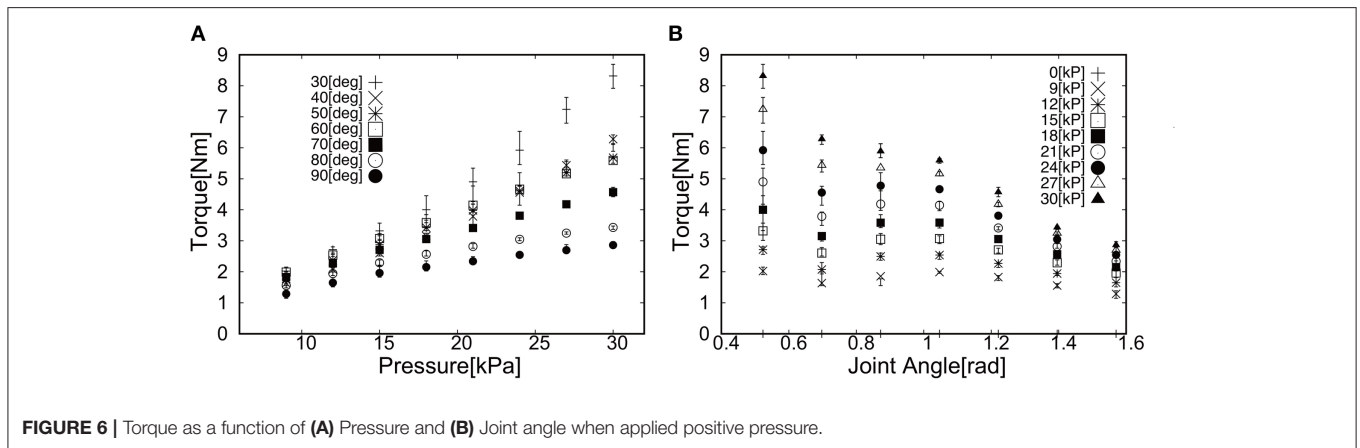 A
9
8
7
6
5
4
3
2
1
0
Torque[Nm]
30[deg]
40[deg]
50[deg]
60[deg]
70[deg]
80[deg]
90[deg]
10
15
20
25
30
Pressure[kPa]
B
9
8
7
6
5
4
3
2
1
0
Torque[Nm]
0[kP]
9[kP]
12[kP]
15[kP]
18[kP]
21[kP]
24[kP]
27[kP]
30[kP]
0.4
0.6
0.8
1
1.2
1.4
1.6
Joint Angle[rad]
FIGURE 6 | Torque as a function of (A) Pressure and (B) Joint angle when applied positive pressure.